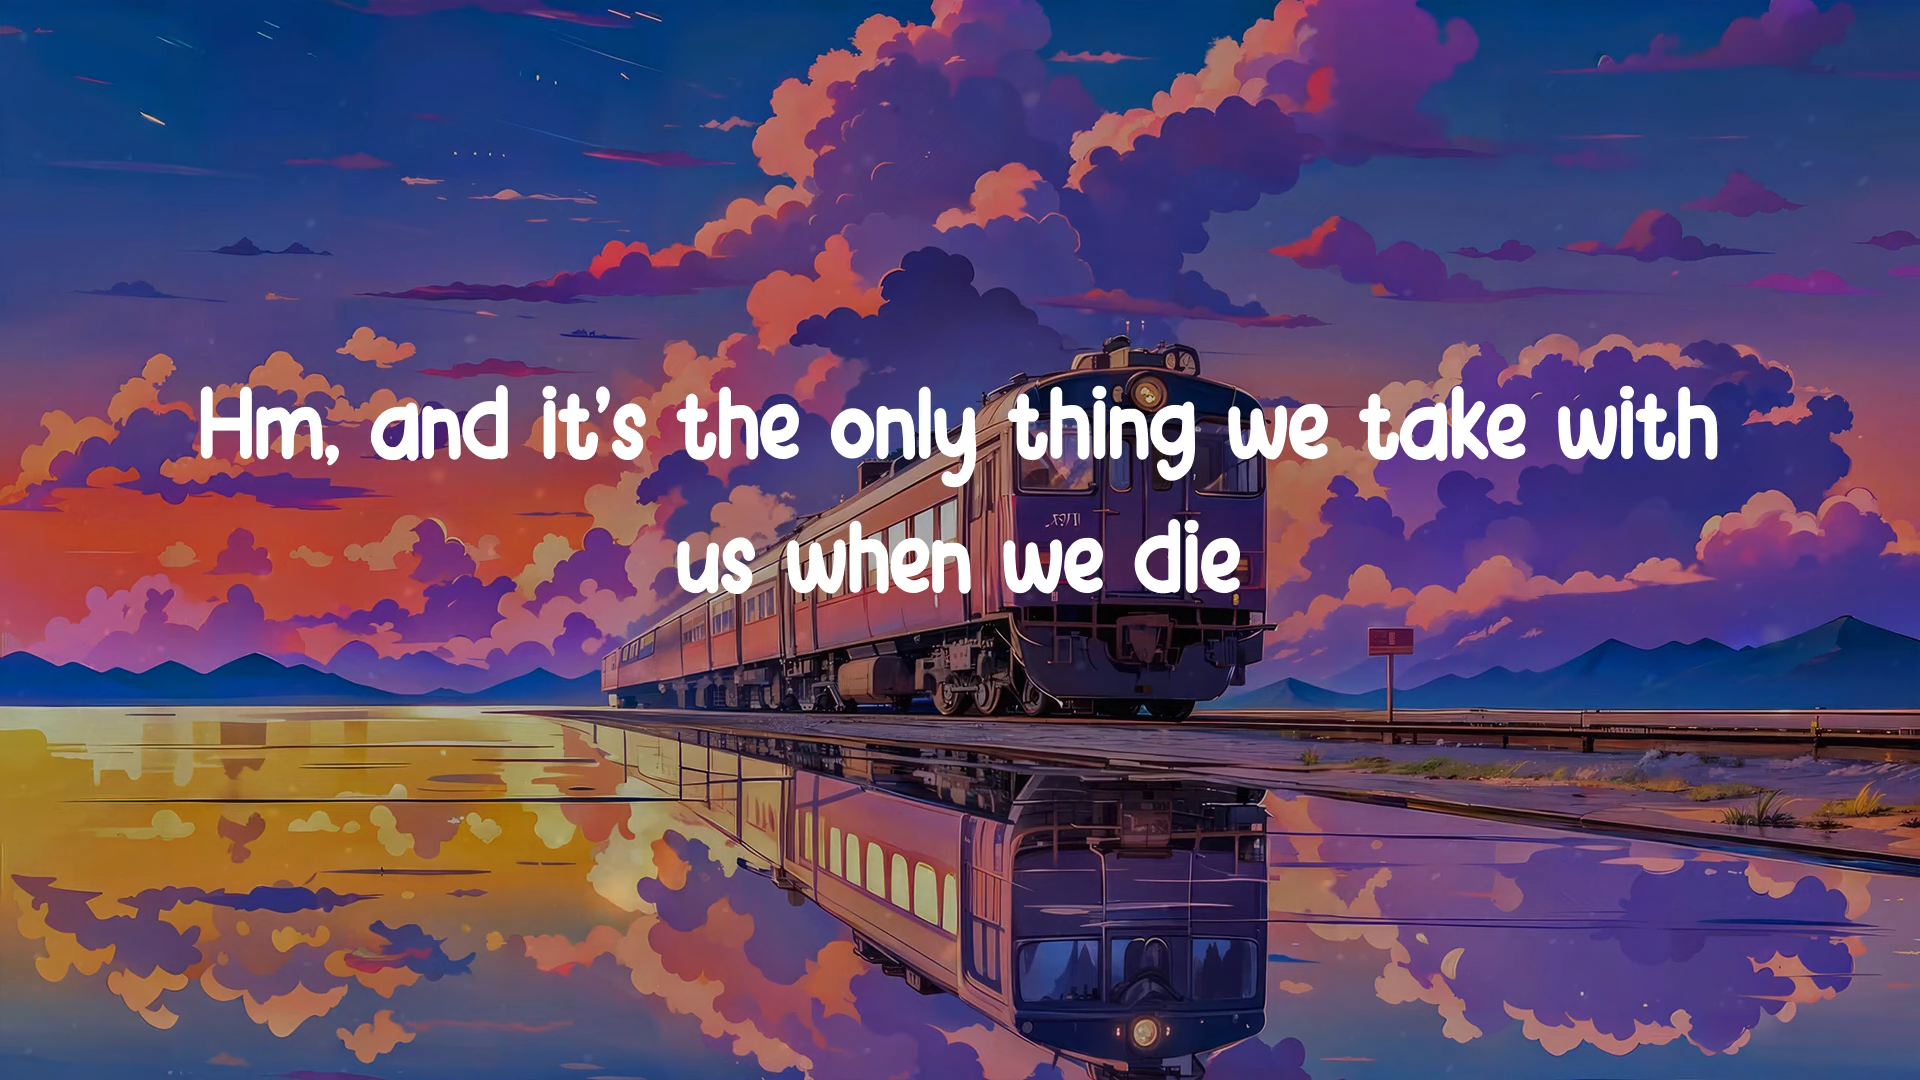 Hm, and it's the only thing we take with
us when we die